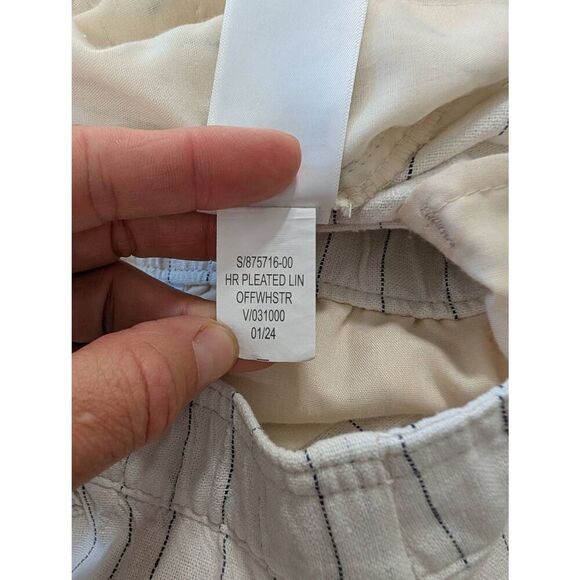 S/875716-00
HR PLEATED LIN
OFFWHSTR
V/031000
01/24